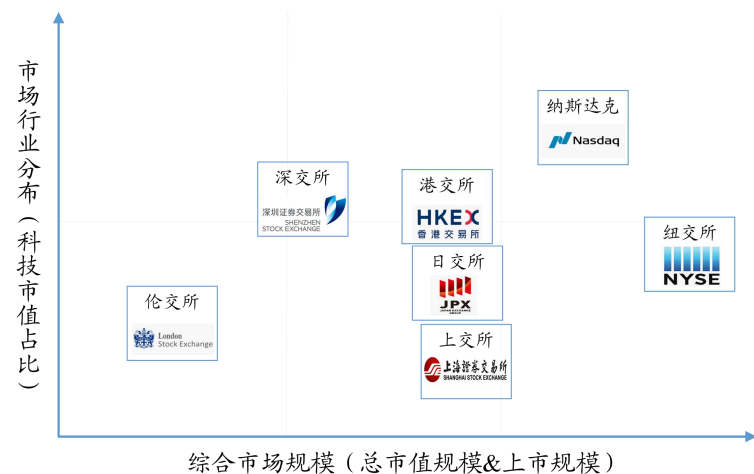 市场行业分布（科技市值占比）
纳斯达克
Nasdaq
深交所
深圳证券交易所
SHENZHEN
STOCK EXCHANGE
港交所
HKEX
香港交易所
纽交所
NYSE
日交所
JPX
JAPAN EXCHANGE
GROUP
伦交所
London
Stock Exchange
上交所
上海證券交易所
SHANGHAI STOCK EXCHANGE
综合市场规模（总市值规模&上市规模）